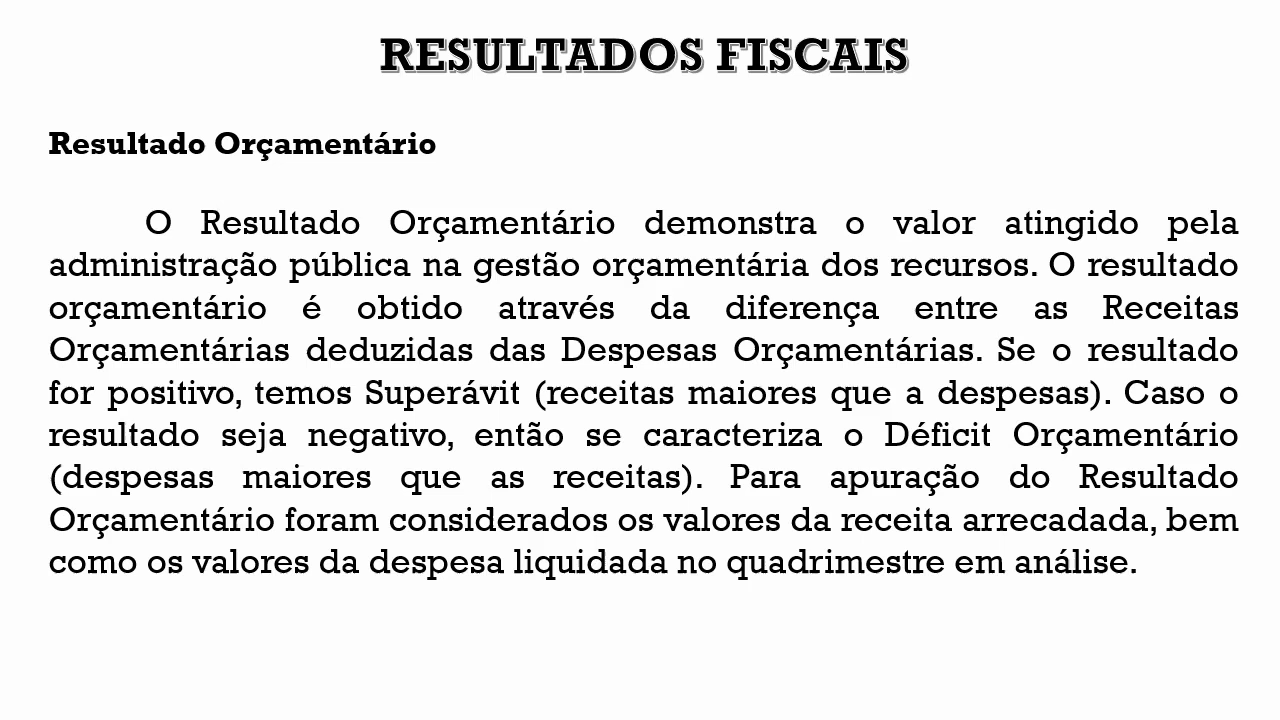 RESULTADOS FISCAIS
Resultado Orçamentário
O Resultado Orçamentário demonstra o valor atingido pela
administração pública na gestão orçamentária dos recursos. O resultado
orçamentário é obtido através da diferença entre as Receitas
Orçamentárias deduzidas das Despesas Orçamentárias. Se o resultado
for positivo, temos Superávit (receitas maiores que a despesas). Caso o
resultado seja negativo, então se caracteriza o Déficit Orçamentário
(despesas maiores que as receitas). Para apuração do Resultado
Orçamentário foram considerados os valores da receita arrecadada, bem
como os valores da despesa liquidada no quadrimestre em análise.